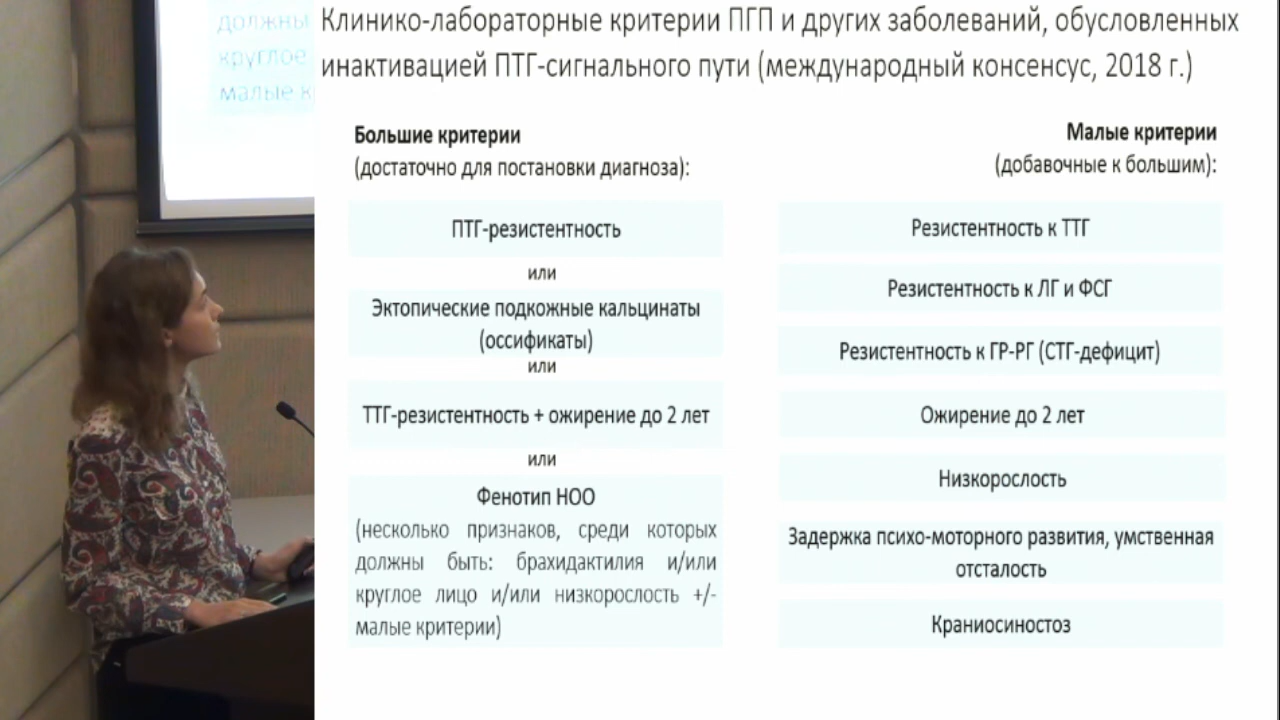 должны
круглое
малые к
Клинико-лабораторные критерии ПГП и других заболеваний, обусловленных
инактивацией ПТГ-сигнального пути (международный консенсус, 2018 г.)
Большие критерии
(достаточно для постановки диагноза):
ПТГ-резистентность
или
Эктопические подкожные кальцинаты
(оссификаты)
или
ТТГ-резистентность + ожирение до 2 лет
или
Фенотип НОО
(несколько признаков, среди которых
должны быть: брахидактилия и/или
круглое лицо и/или низкорослость +/-
малые критерии)
Малые критерии
(добавочные к большим):
Резистентность к ТТГ
Резистентность к ЛГ и ФСГ
Резистентность к ГР-РГ (СТГ-дефицит)
Ожирение до 2 лет
Низкорослость
Задержка психо-моторного развития, умственная
отсталость
Краниосиностоз